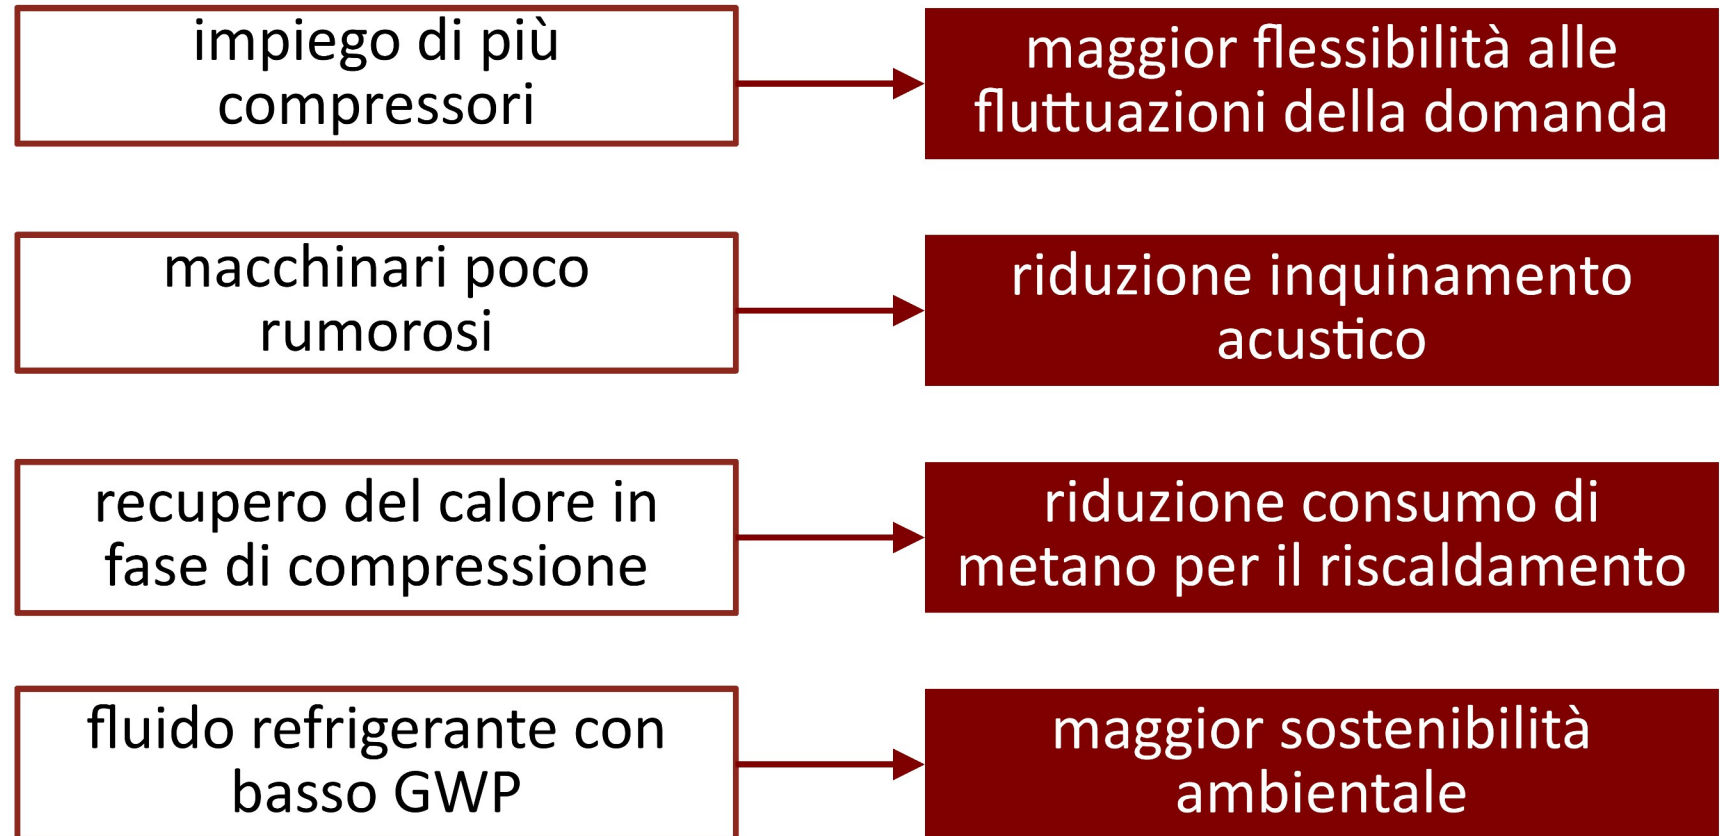 impiego di più
compressori
maggior flessibilità alle
fluttuazioni della domanda
macchinari poco
rumorosi
riduzione inquinamento
acustico
recupero del calore in
fase di compressione
riduzione consumo di
metano per il riscaldamento
fluido refrigerante con
basso GWP
maggior sostenibilità
ambientale